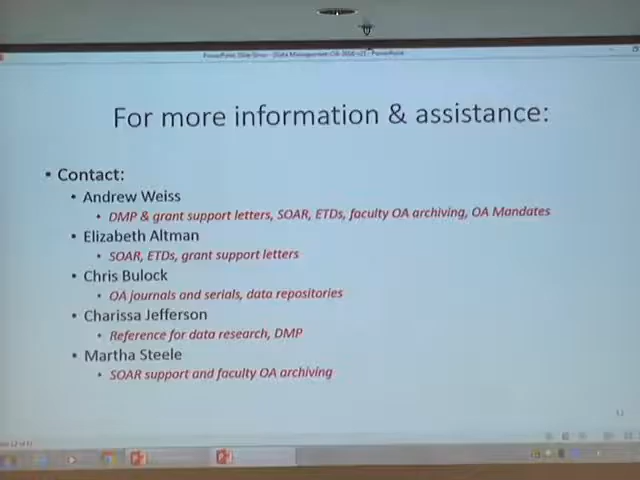 For more information & assistance:
• Contact:
• Andrew Weiss
• DMP & grant support letters, SOAR, ETDs, faculty OA archiving, OA Mandates
• Elizabeth Altman
• SOAR, ETDs, grant support letters
• Chris Bulock
• OA journals and serials, data repositories
• Charissa Jefferson
• Reference for data research, DMP
• Martha Steele
• SOAR support and faculty OA archiving